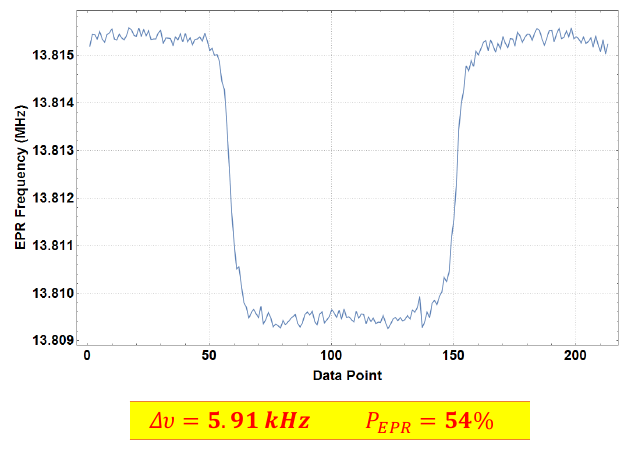 13.815
13.814
13.813
13.812
13.811
13.810
13.809
EPR Frequency (MHz)
0 50 100 150 200
Data Point
Δυ = 5.91 kHz P_EPR = 54%